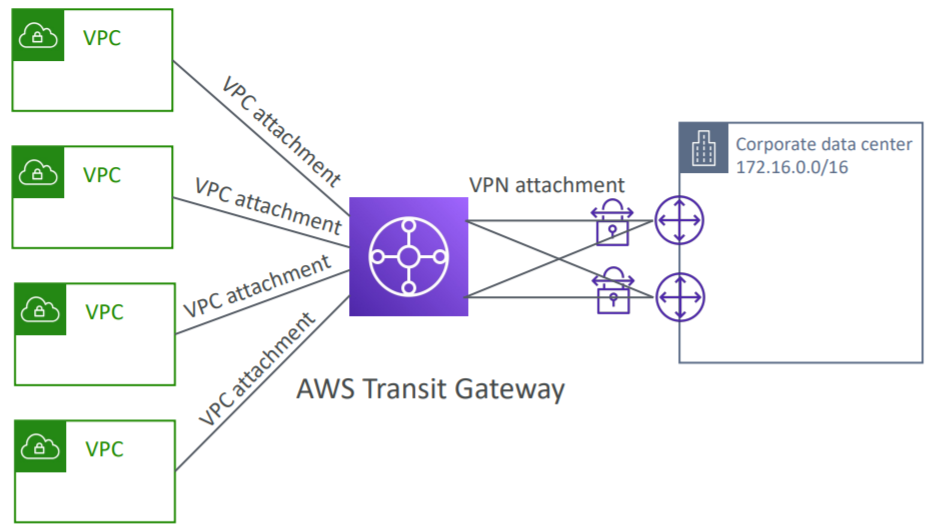 VPC
VPC attachment
VPC
VPC attachment
VPC
VPC attachment
VPC
VPC attachment
AWS Transit Gateway
VPN attachment
Corporate data center
172.16.0.0/16